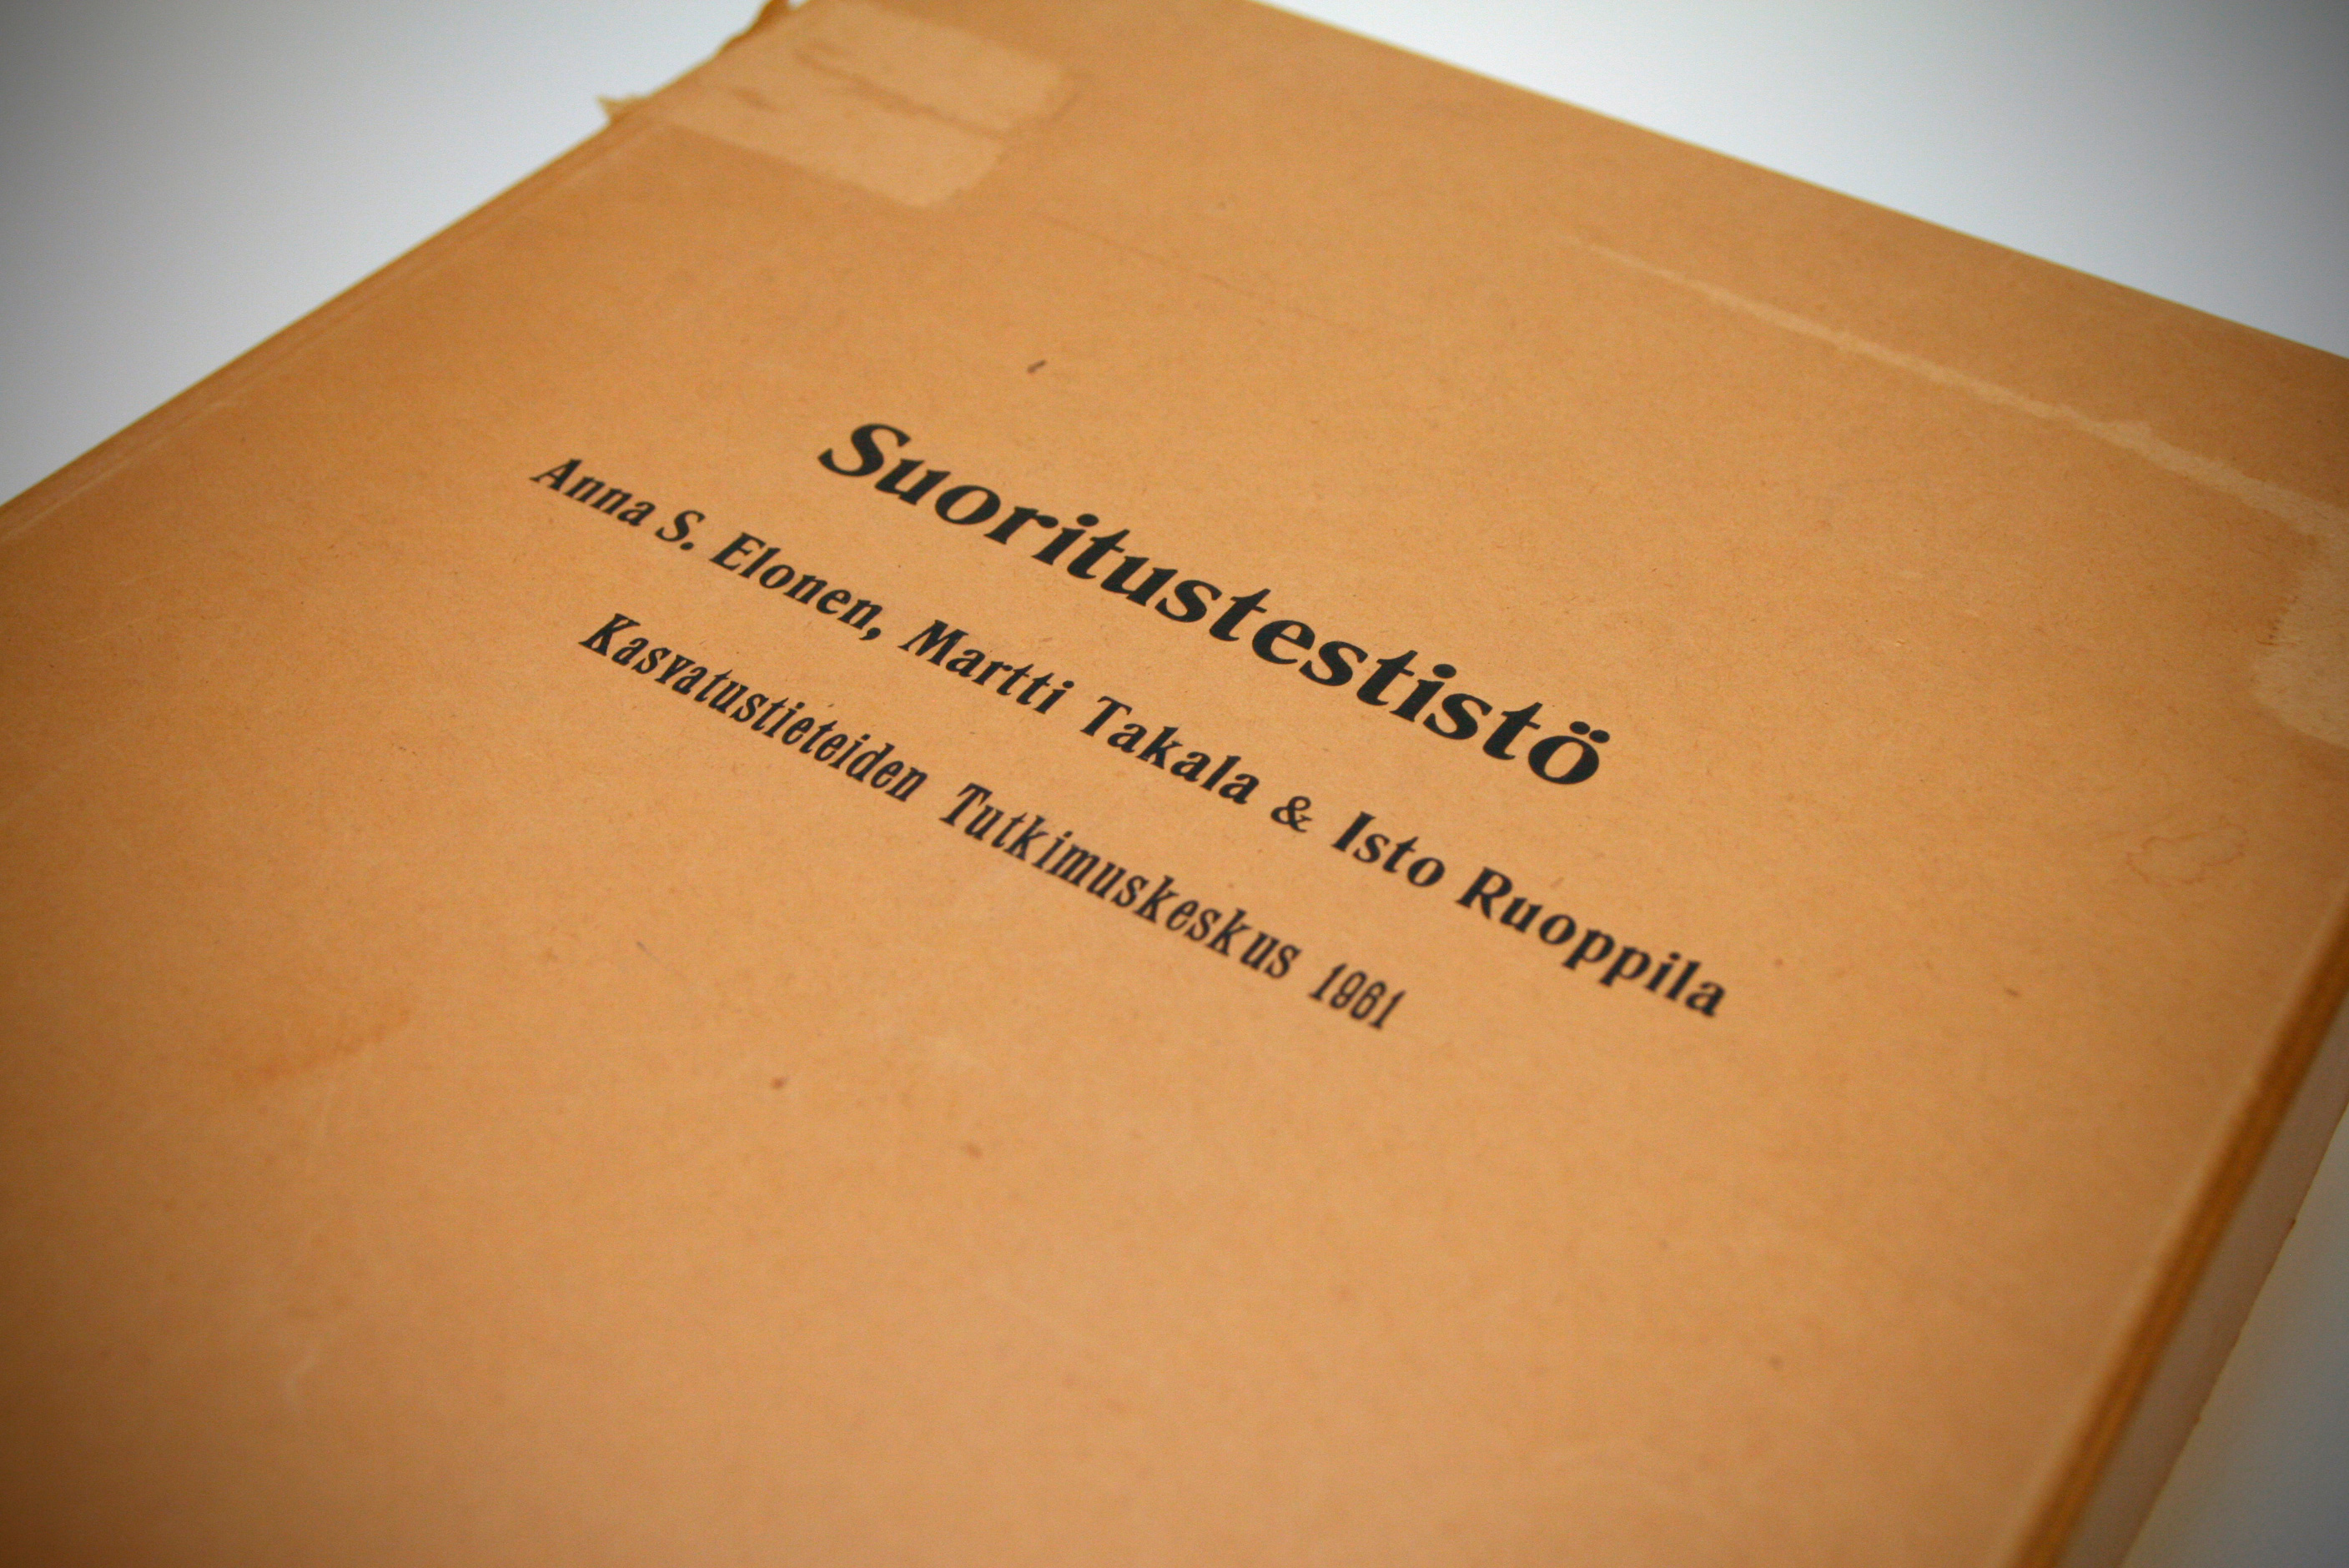 Suoritustestistö
Anna S. Elonen, Martti Takala & Isto Ruoppila
Kasvatustieteiden Tutkimuskeskus 1961